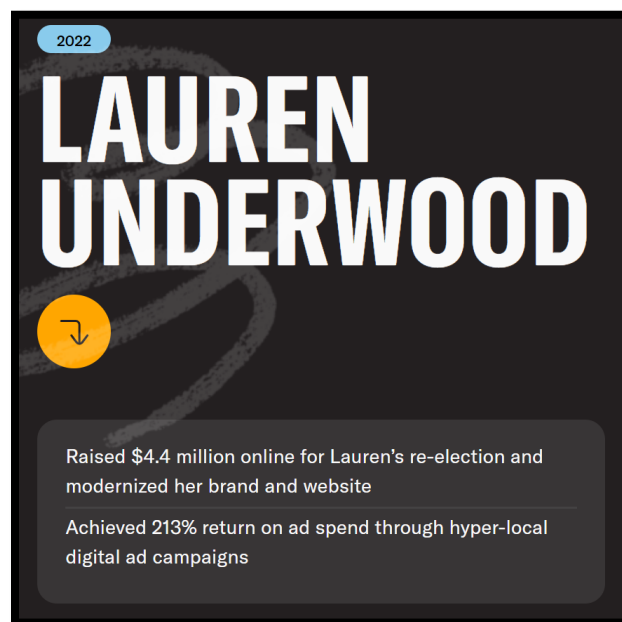 2022
LAUREN
UNDERWOOD
Raised $4.4 million online for Lauren’s re-election and
modernized her brand and website
Achieved 213% return on ad spend through hyper-local
digital ad campaigns